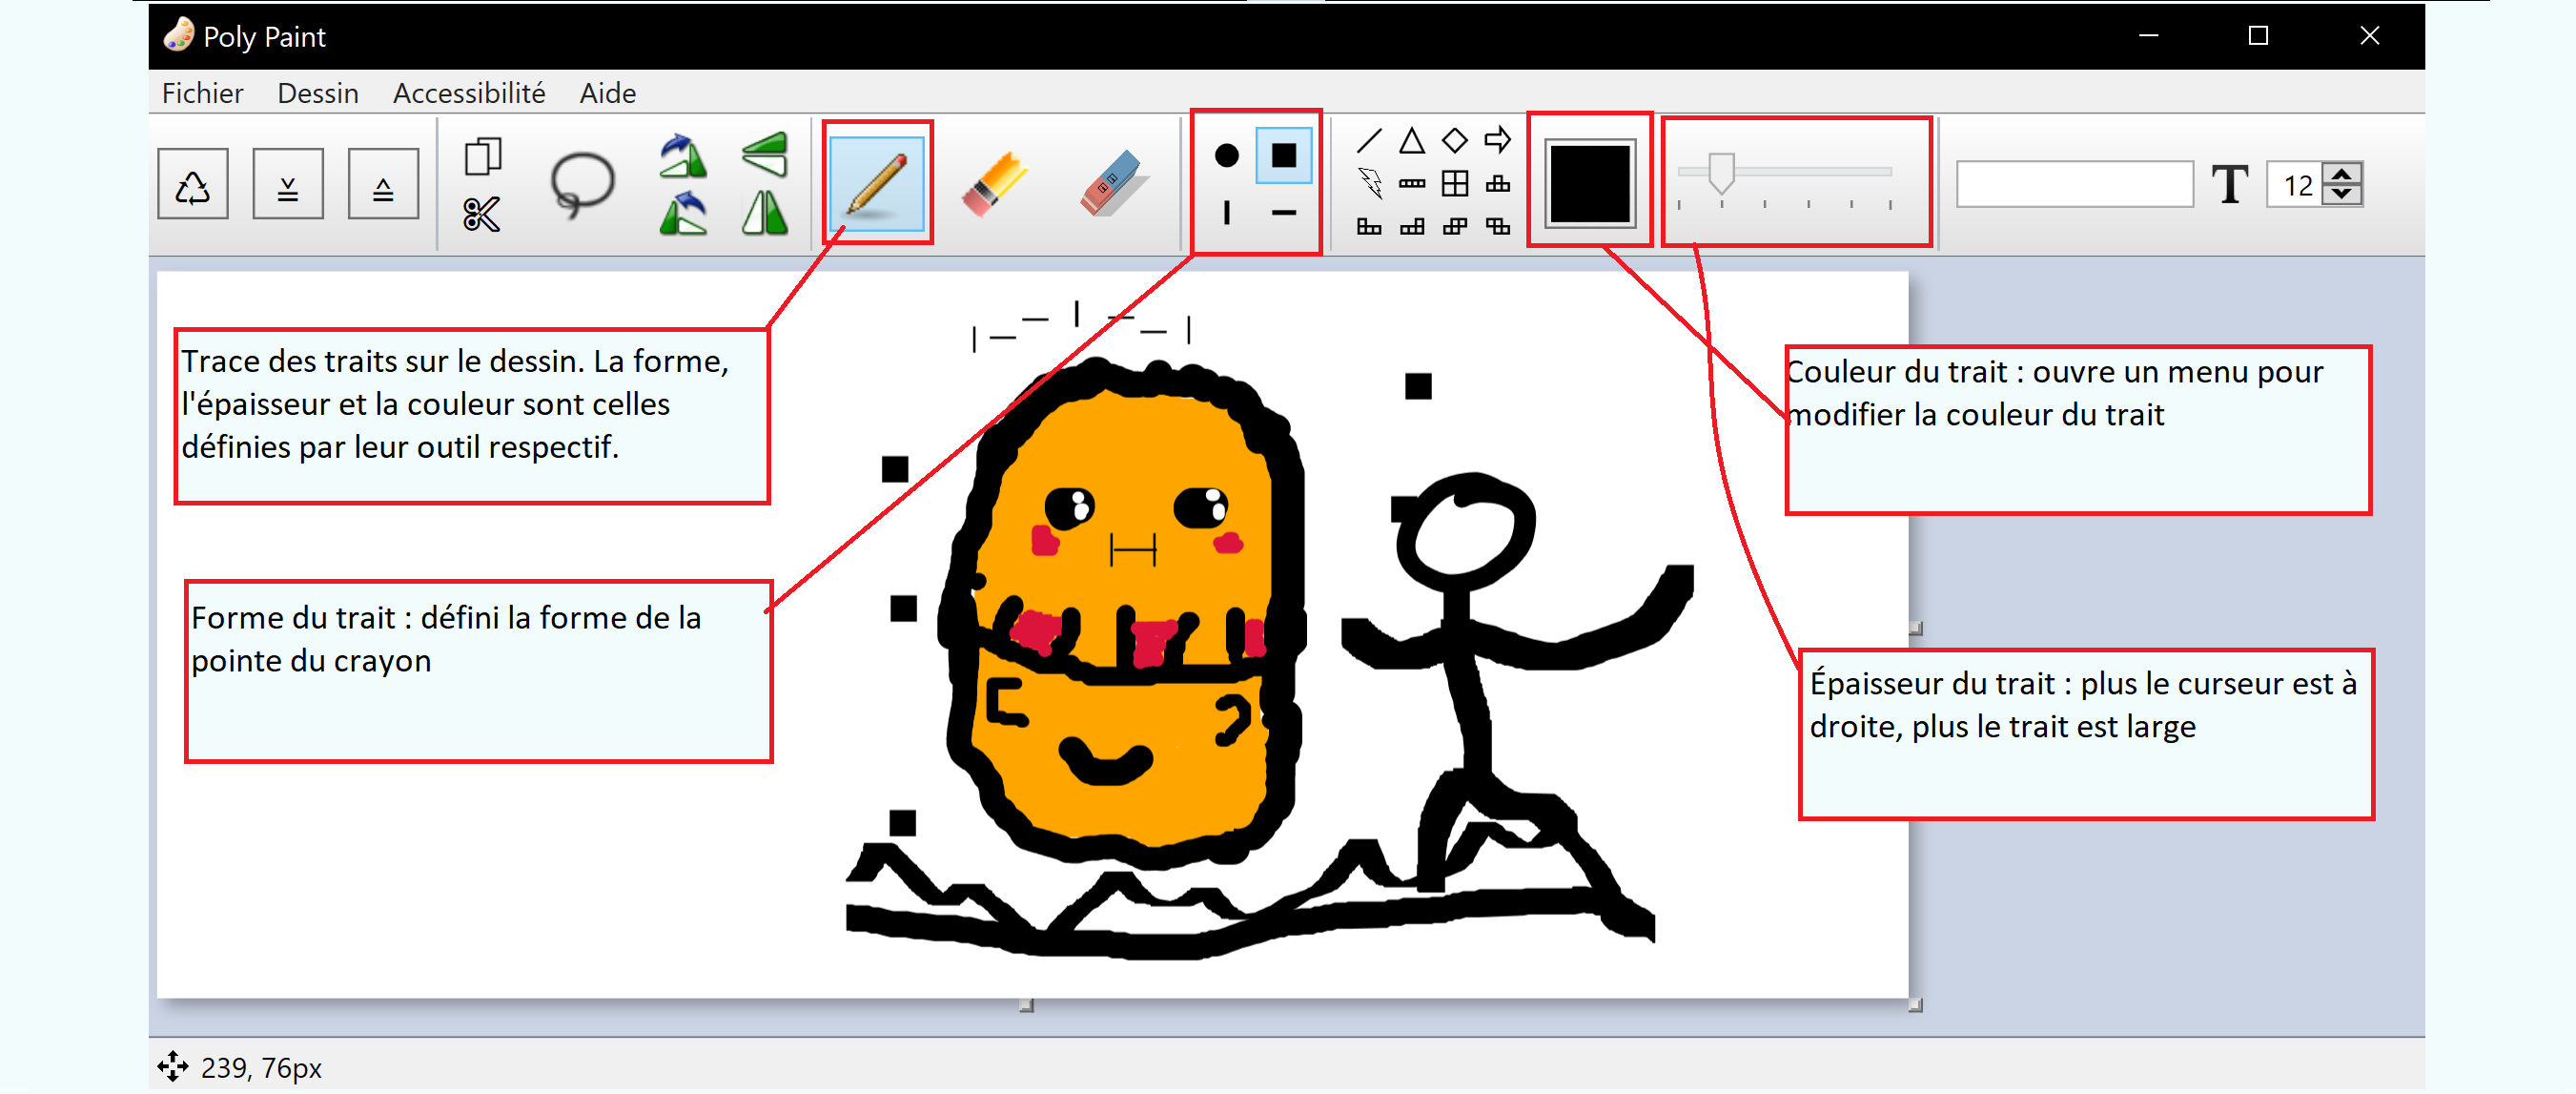 Poly Paint
Fichier Dessin Accessibilité Aide
T 12
Trace des traits sur le dessin. La forme,
l'épaisseur et la couleur sont celles
définies par leur outil respectif.
Couleur du trait : ouvre un menu pour
modifier la couleur du trait
Forme du trait : défini la forme de la
pointe du crayon
Épaisseur du trait : plus le curseur est à
droite, plus le trait est large
239, 76px